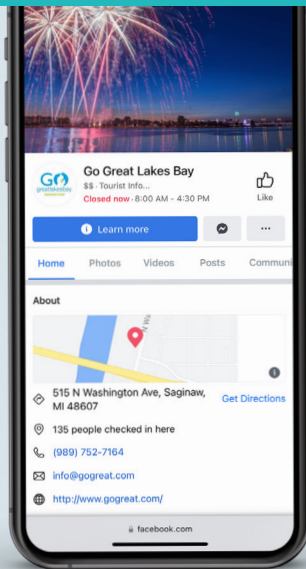 Go Great Lakes Bay
$$ · Tourist Info...
Closed now · 8:00 AM - 4:30 PM
GO
greatlakesbay
Like
Learn more
Home Photos Videos Posts Communi
About
515 N Washington Ave, Saginaw,
MI 48607
Get Directions
135 people checked in here
(989) 752-7164
info@gogreat.com
http://www.gogreat.com/
facebook.com